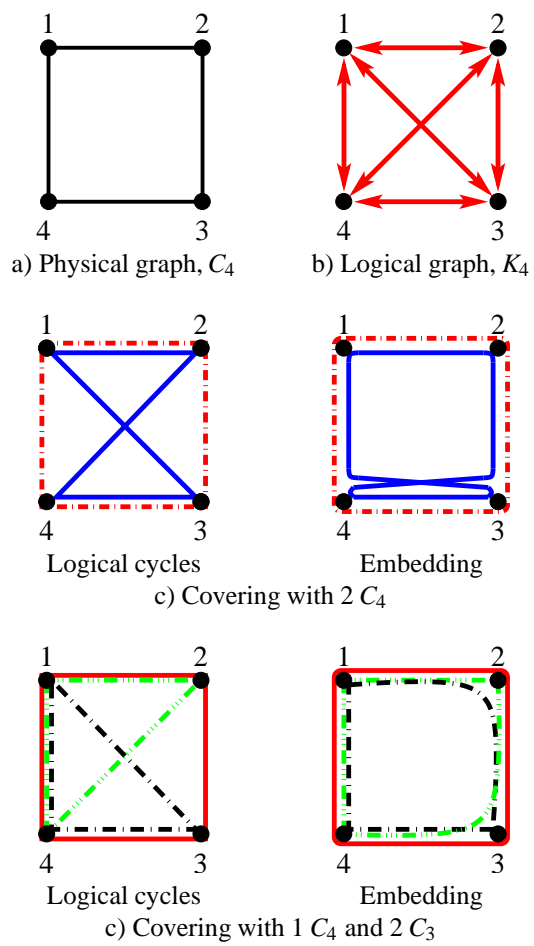 1 2 1 2
4 3 4 3
a) Physical graph, C4 b) Logical graph, K4
1 2 1 2
4 3 4 3
Logical cycles Embedding
c) Covering with 2 C4
1 2 1 2
4 3 4 3
Logical cycles Embedding
c) Covering with 1 C4 and 2 C3